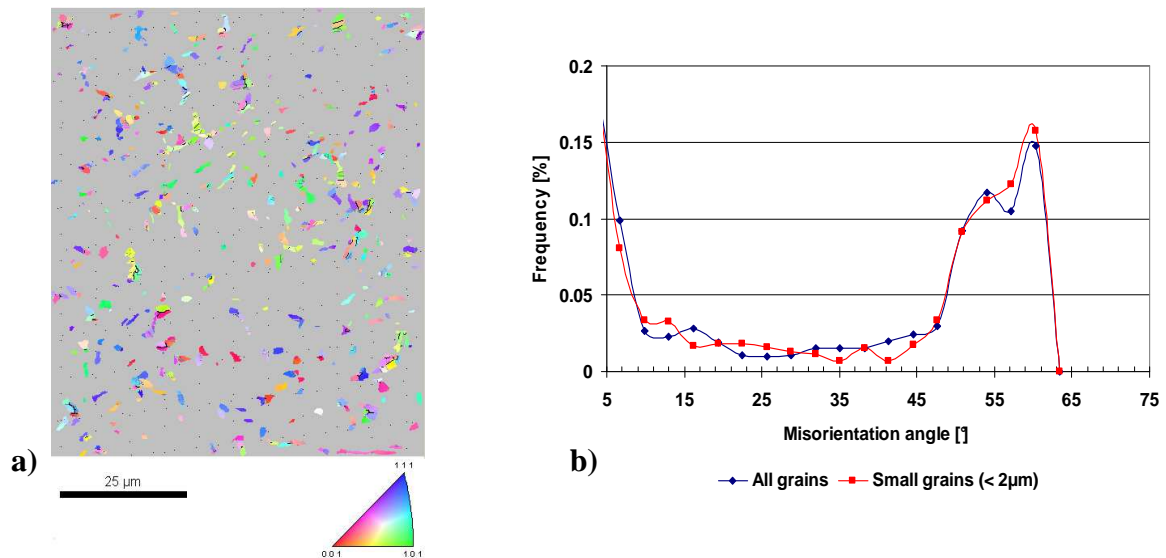 a)
25 µm
1 1 1
0 0 1
1 0 1
0.2
0.15
0.1
0.05
0
Frequency [%]
5
15
25
35
45
55
65
75
Misorientation angle [°]
b)
All grains
Small grains (< 2µm)